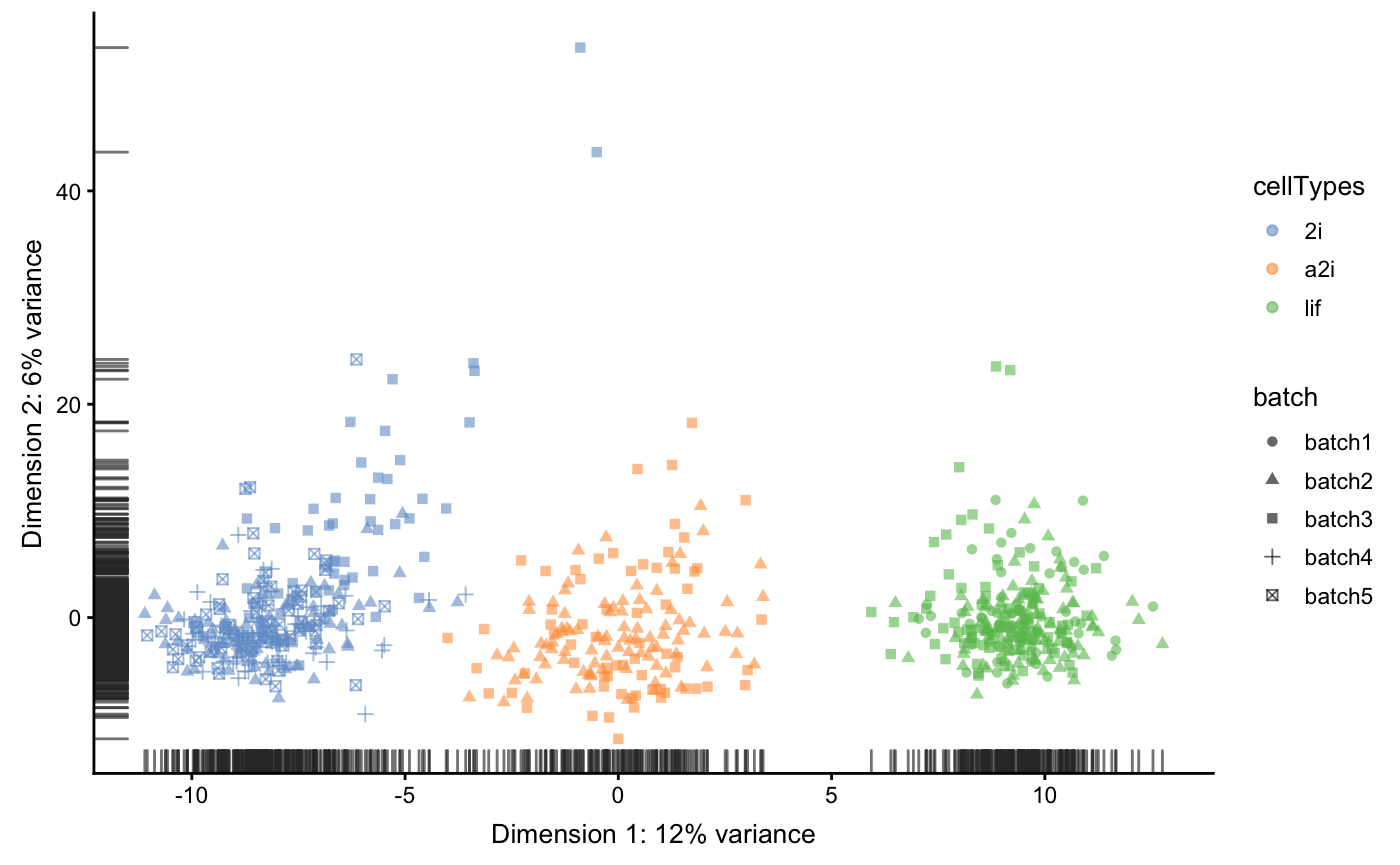 40
20
0
-10
-5
0
5
10
Dimension 1: 12% variance
Dimension 2: 6% variance
cellTypes
2i
a2i
lif
batch
batch1
batch2
batch3
batch4
batch5